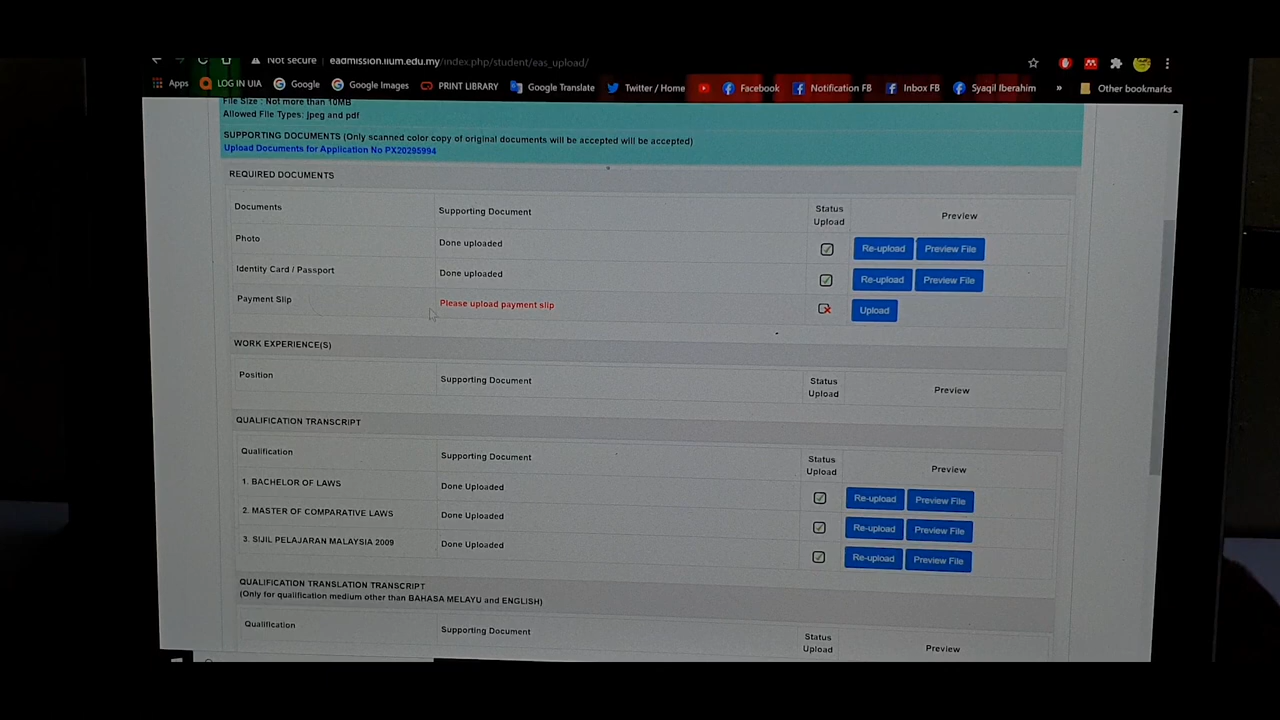 Not secure eadmission.iium.edu.my/index.php/student/eas_upload/
Apps LOG IN UIA Google Google Images PRINT LIBRARY Google Translate Twitter / Home Facebook Notification FB Inbox FB Syaqil Iberahim » Other bookmarks
File Size : Not more than 10MB
Allowed File Types: jpeg and pdf
SUPPORTING DOCUMENTS (Only scanned color copy of original documents will be accepted will be accepted)
Upload Documents for Application No PX20295994
REQUIRED DOCUMENTS
Documents Supporting Document Status Upload Preview
Photo Done uploaded Re-upload Preview File
Identity Card / Passport Done uploaded Re-upload Preview File
Payment Slip Please upload payment slip Upload
WORK EXPERIENCE(S)
Position Supporting Document Status Upload Preview
QUALIFICATION TRANSCRIPT
Qualification Supporting Document Status Upload Preview
1. BACHELOR OF LAWS Done Uploaded Re-upload Preview File
2. MASTER OF COMPARATIVE LAWS Done Uploaded Re-upload Preview File
3. SIJIL PELAJARAN MALAYSIA 2009 Done Uploaded Re-upload Preview File
QUALIFICATION TRANSLATION TRANSCRIPT
(Only for qualification medium other than BAHASA MELAYU and ENGLISH)
Qualification Supporting Document Status Upload Preview